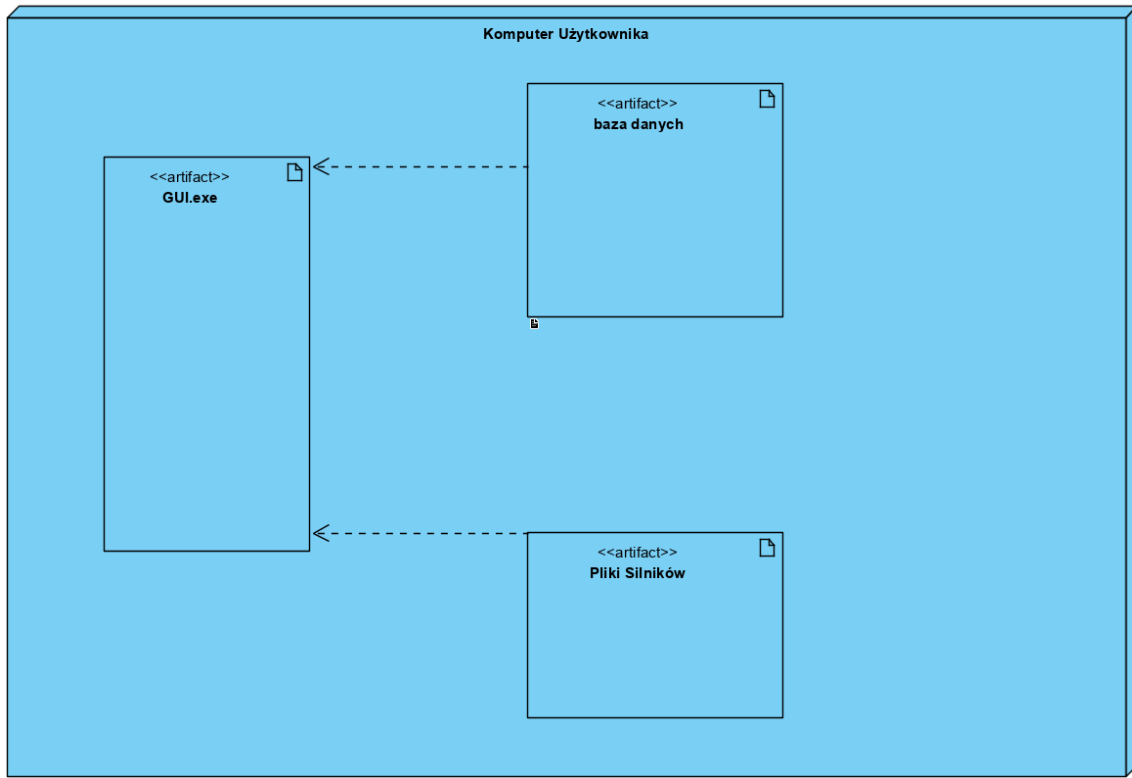 Komputer Użytkownika
<<artifact>>
baza danych
<<artifact>>
GUI.exe
<<artifact>>
Pliki Silników